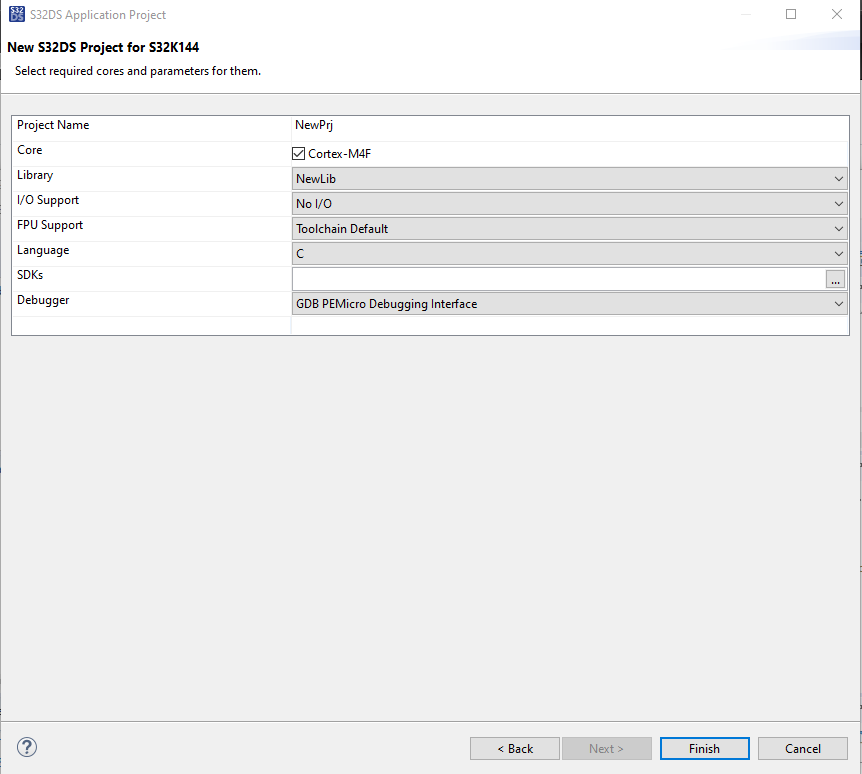 S32DS Application Project
New S32DS Project for S32K144
Select required cores and parameters for them.
Project Name NewPrj
Core Cortex-M4F
Library NewLib
I/O Support No I/O
FPU Support Toolchain Default
Language C
SDKs ...
Debugger GDB PEMicro Debugging Interface
? < Back Next > Finish Cancel